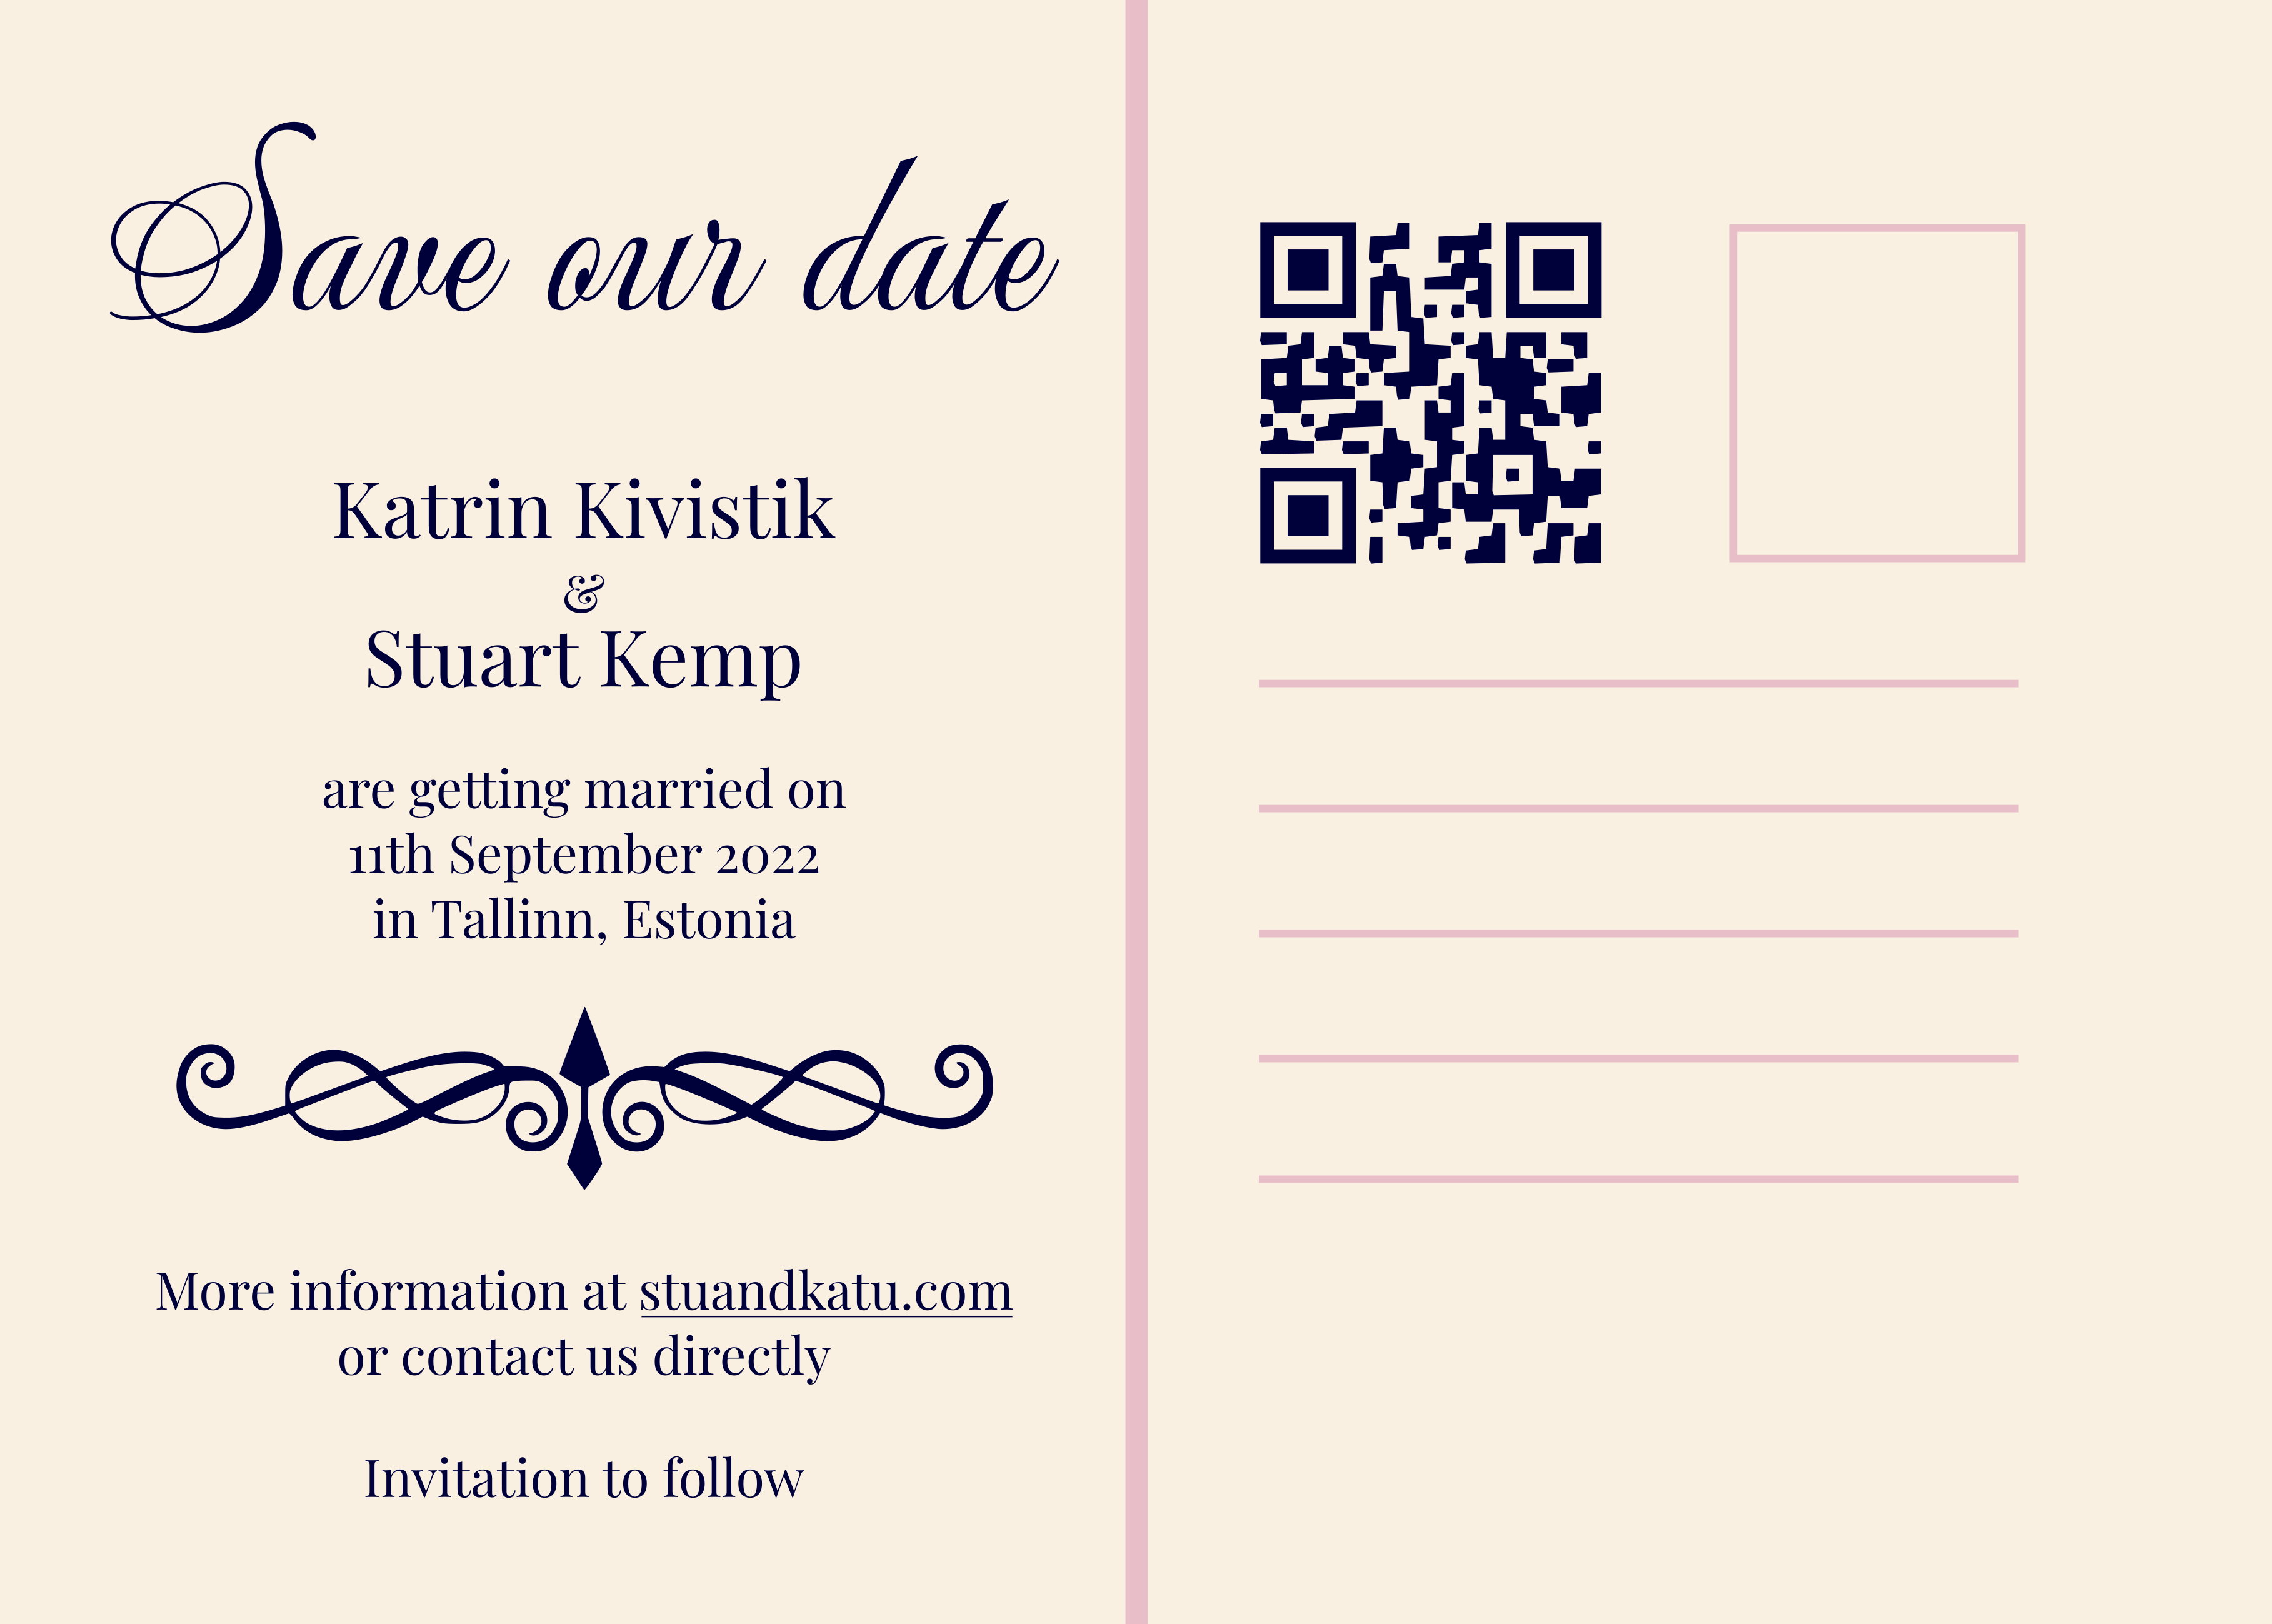 Save our date
Katrin Kivistik
&
Stuart Kemp
are getting married on
11th September 2022
in Tallinn, Estonia
More information at stuandkatu.com
or contact us directly
Invitation to follow